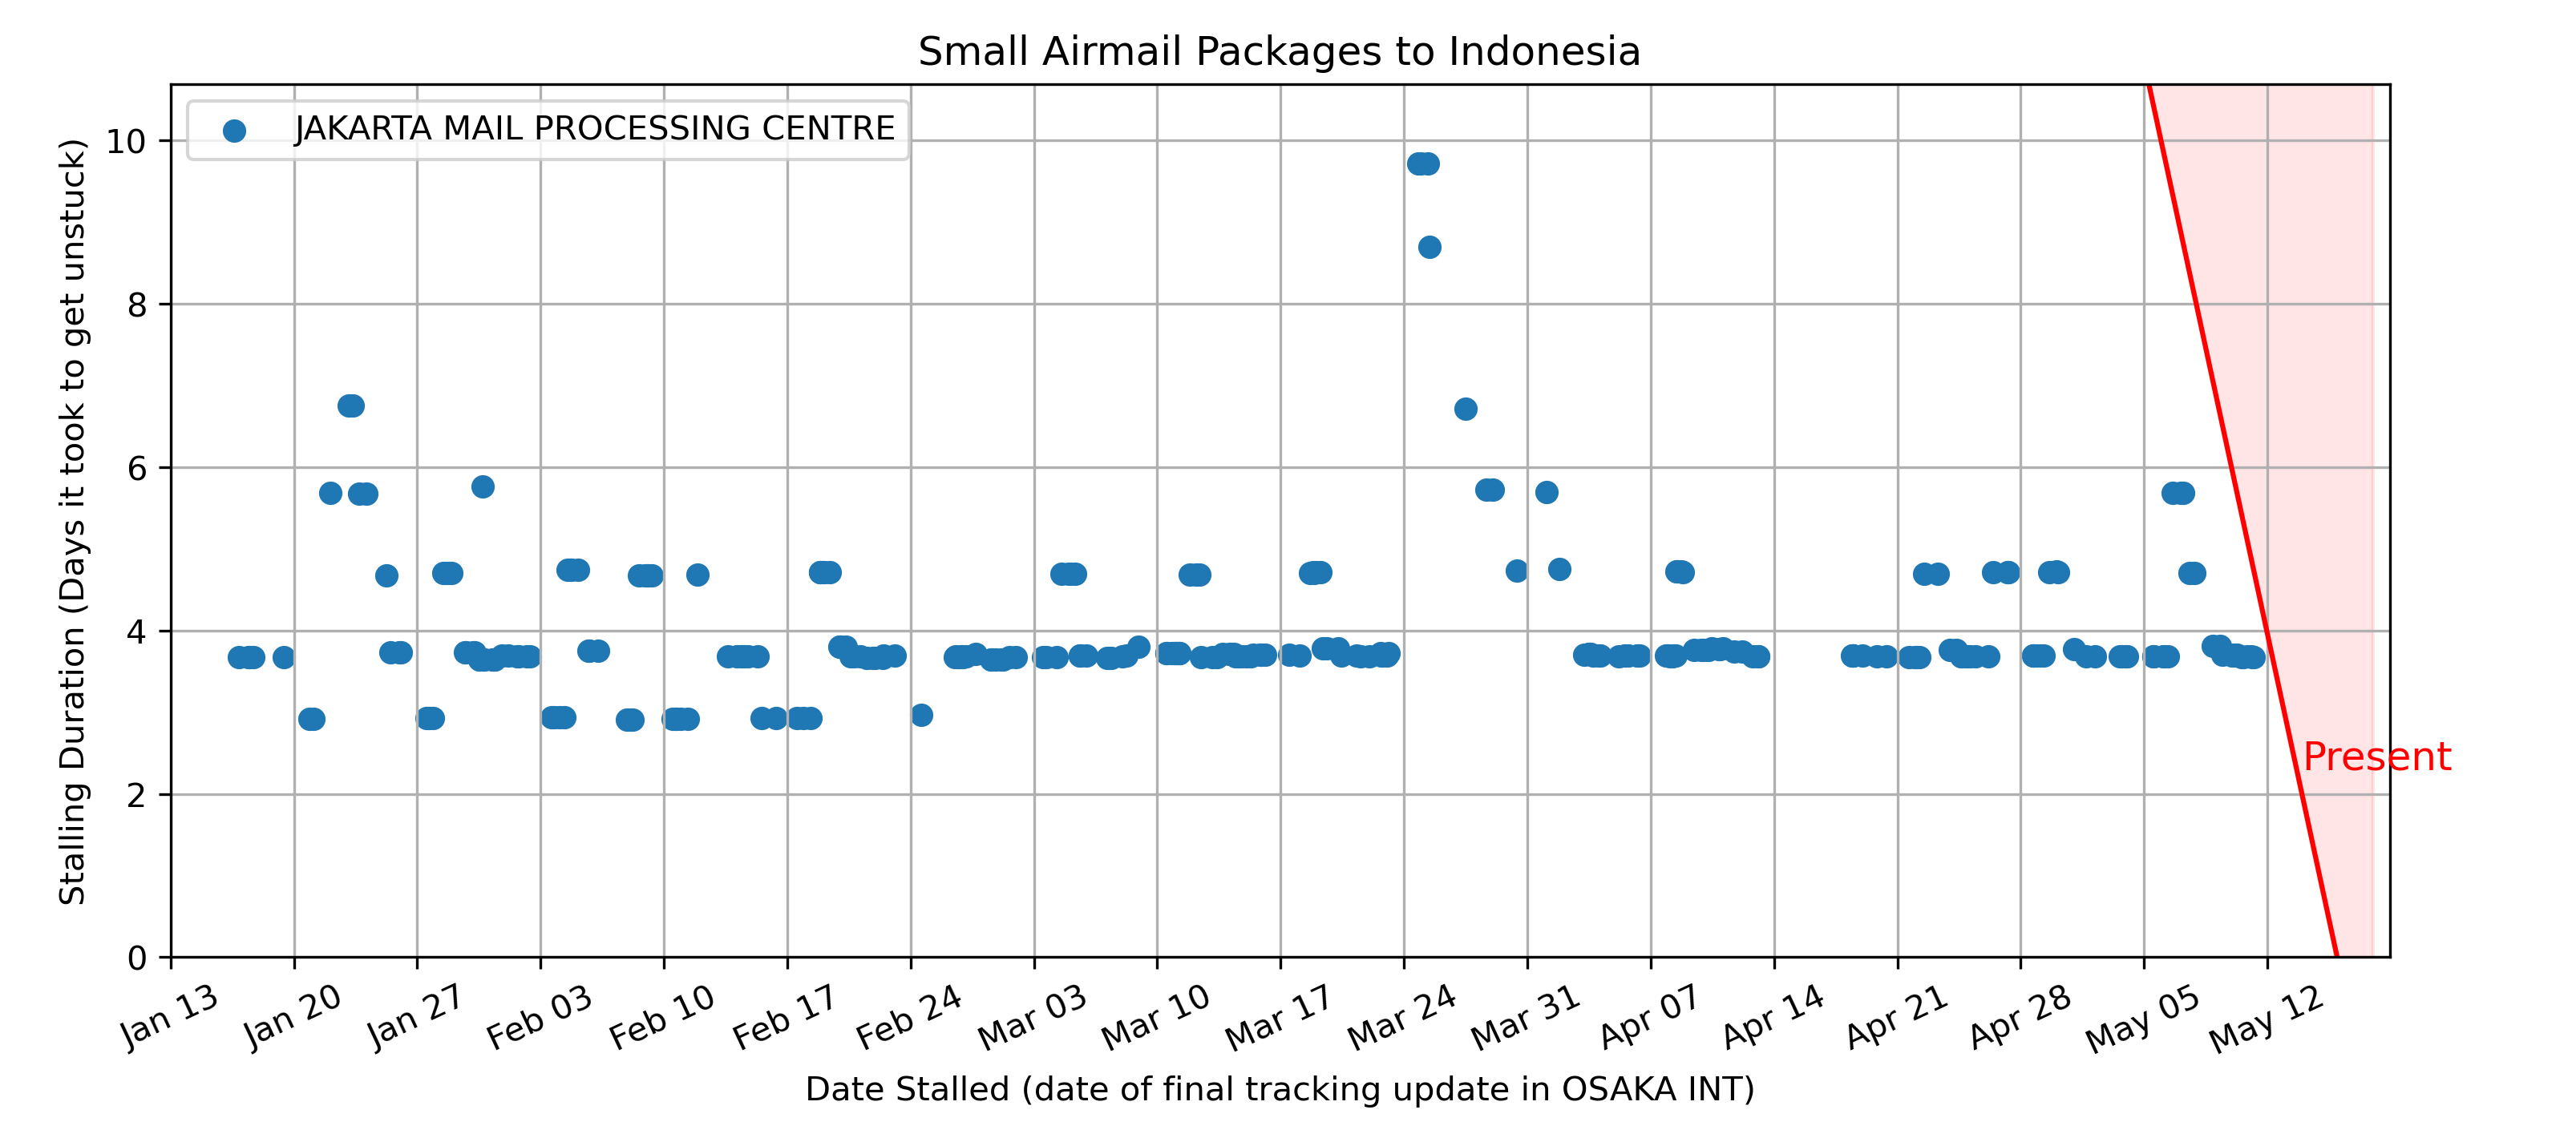 Small Airmail Packages to Indonesia
JAKARTA MAIL PROCESSING CENTRE
Stalling Duration (Days it took to get unstuck)
10
8
6
4
2
0
Present
Jan 13
Jan 20
Jan 27
Feb 03
Feb 10
Feb 17
Feb 24
Mar 03
Mar 10
Mar 17
Mar 24
Mar 31
Apr 07
Apr 14
Apr 21
Apr 28
May 05
May 12
Date Stalled (date of final tracking update in OSAKA INT)